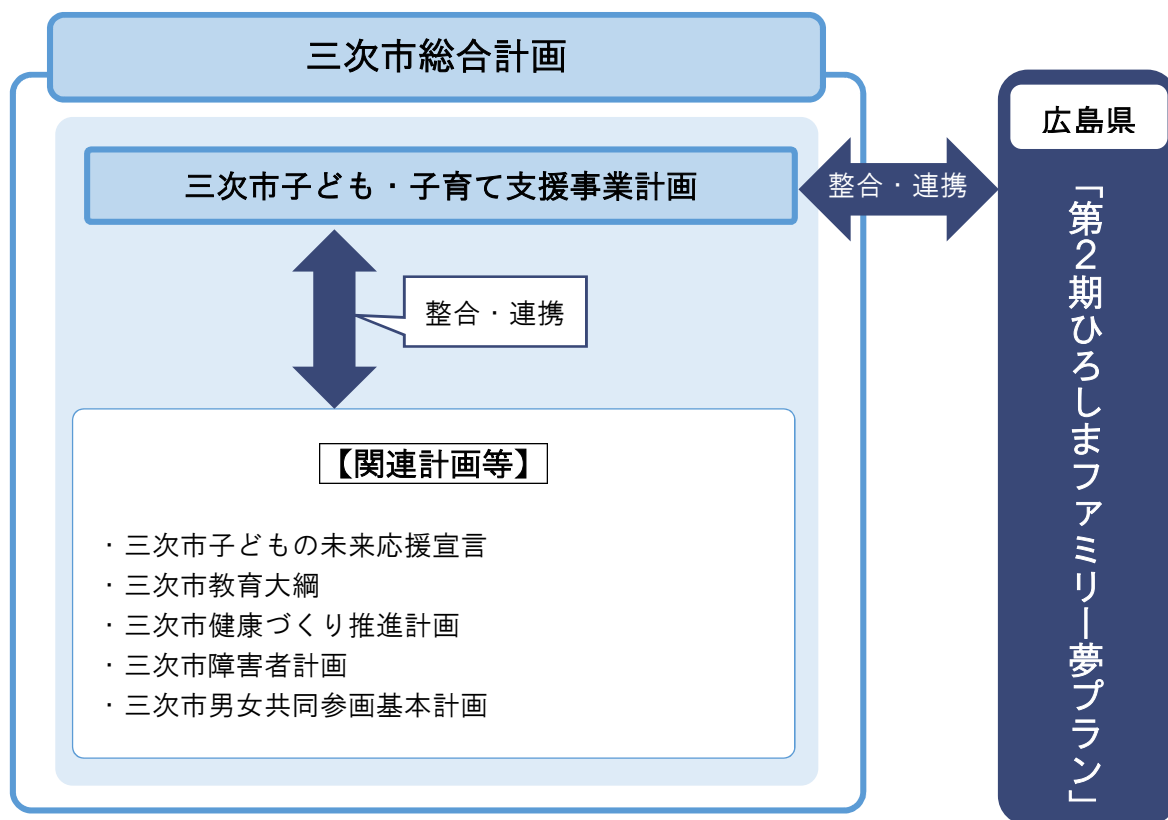 三次市総合計画
三次市子ども・子育て支援事業計画
整合・連携
広島県
「第２期ひろしまファミリー夢プラン」
整合・連携
【関連計画等】
・三次市子どもの未来応援宣言
・三次市教育大綱
・三次市健康づくり推進計画
・三次市障害者計画
・三次市男女共同参画基本計画